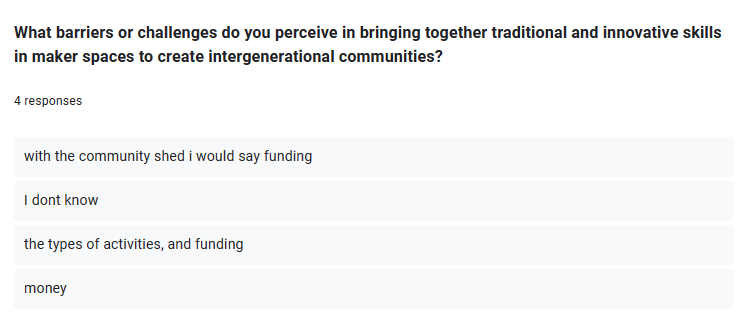 What barriers or challenges do you perceive in bringing together traditional and innovative skills
in maker spaces to create intergenerational communities?
4 responses
with the community shed i would say funding
I dont know
the types of activities, and funding
money